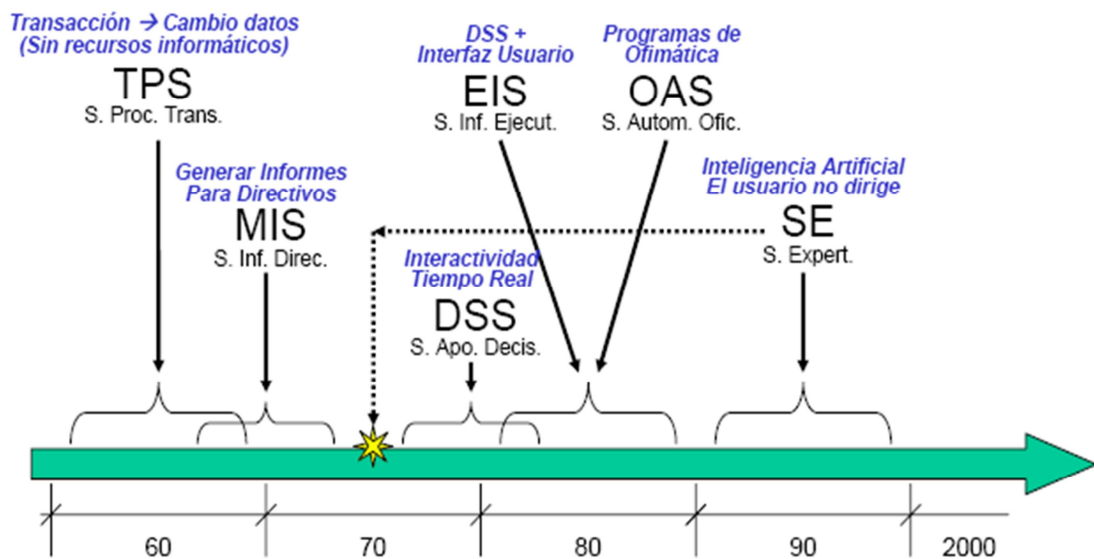 Transacción → Cambio datos
(Sin recursos informáticos)
TPS
S. Proc. Trans.
Generar Informes
Para Directivos
MIS
S. Inf. Direc.
DSS +
Interfaz Usuario
EIS
S. Inf. Ejecut.
Programas de
Ofimática
OAS
S. Autom. Ofic.
Interactividad
Tiempo Real
DSS
S. Apo. Decis.
Inteligencia Artificial
El usuario no dirige
SE
S. Expert.
60
70
80
90
2000